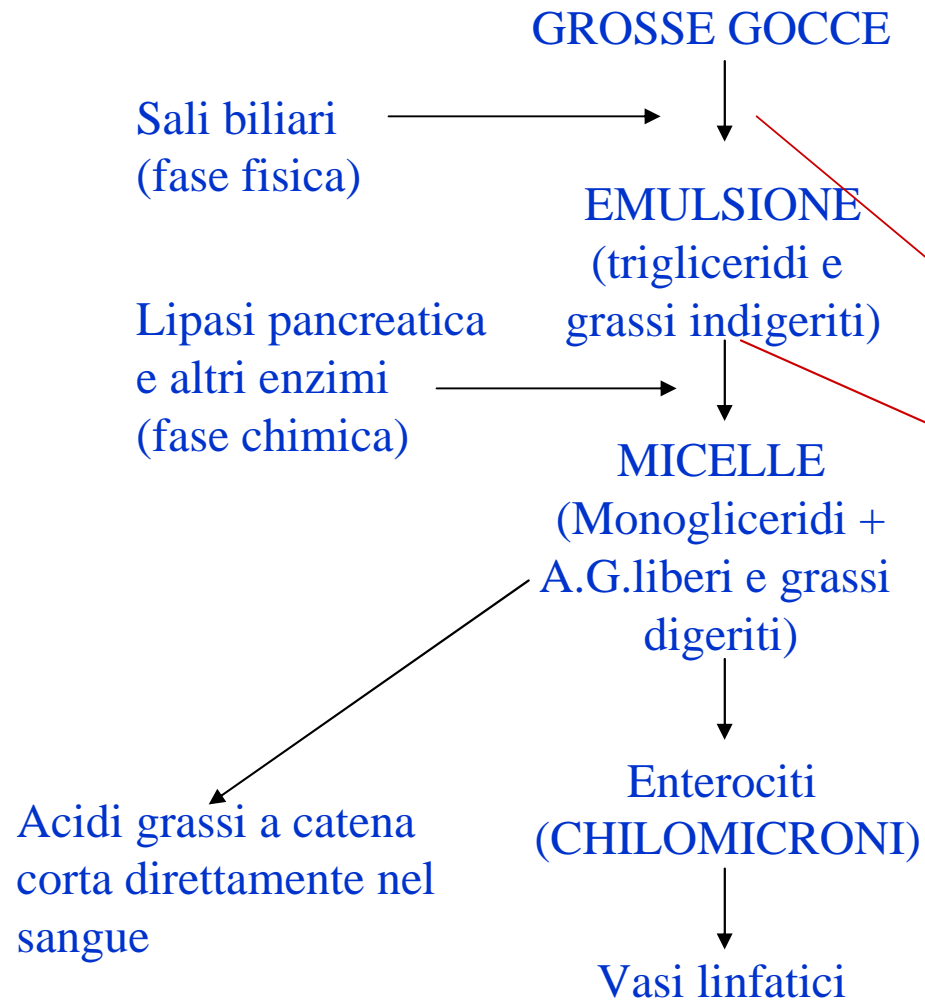 GROSSE GOCCE
Sali biliari
(fase fisica)
EMULSIONE
(trigliceridi e
grassi indigeriti)
Lipasi pancreatica
e altri enzimi
(fase chimica)
MICELLE
(Monogliceridi +
A.G.liberi e grassi
digeriti)
Enterociti
(CHILOMICRONI)
Acidi grassi a catena
corta direttamente nel
sangue
Vasi linfatici